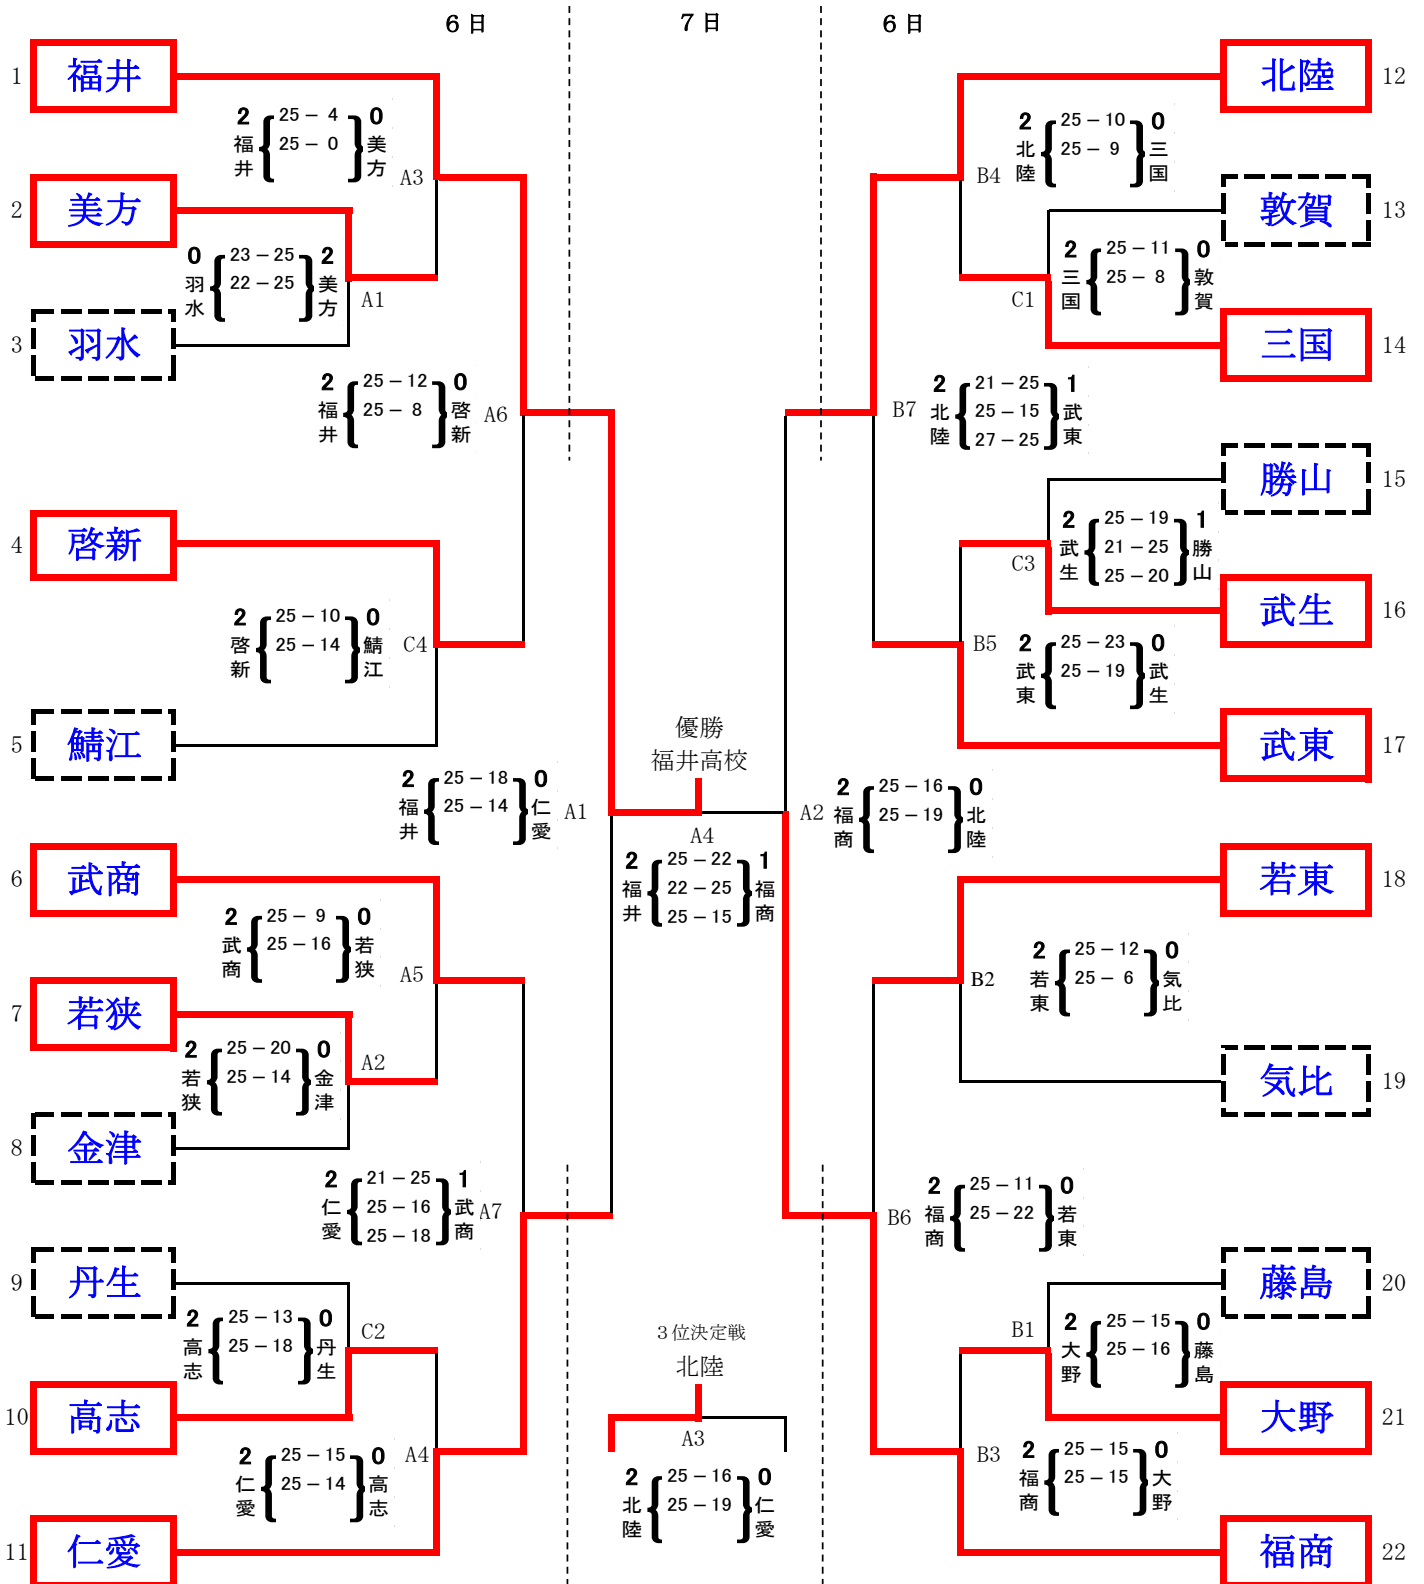 6日 7日 6日
1 福井
2 福井 25－4 25－0 0 美方
A3
2 美方
0 羽水 23－25 22－25 2 美方
A1
3 羽水
2 福井 25－12 25－8 0 啓新
A6
4 啓新
2 啓新 25－10 25－14 0 鯖江
C4
5 鯖江
2 福井 25－18 25－14 0 仁愛
A1
6 武商
2 武商 25－9 25－16 0 若狭
A5
7 若狭
2 若狭 25－20 25－14 0 金津
A2
8 金津
2 仁愛 21－25 25－16 25－18 1 武商
A7
9 丹生
2 高志 25－13 25－18 0 丹生
C2
10 高志
2 仁愛 25－15 25－14 0 高志
A4
11 仁愛
優勝
福井高校
A4
2 福井 25－22 22－25 25－15 1 福商
3位決定戦
北陸
A3
2 北陸 25－16 25－19 0 仁愛
北陸 12
2 北陸 25－10 25－9 0 三国
B4
敦賀 13
2 三国 25－11 25－8 0 敦賀
C1
三国 14
2 北陸 21－25 25－15 27－25 1 武東
B7
勝山 15
2 武生 25－19 21－25 25－20 1 勝山
C3
武生 16
2 武東 25－23 25－19 0 武生
B5
武東 17
A2
2 福商 25－16 25－19 0 北陸
若東 18
2 若東 25－12 25－6 0 気比
B2
気比 19
2 福商 25－11 25－22 0 若東
B6
藤島 20
2 大野 25－15 25－16 0 藤島
B1
大野 21
2 福商 25－15 25－15 0 大野
B3
福商 22